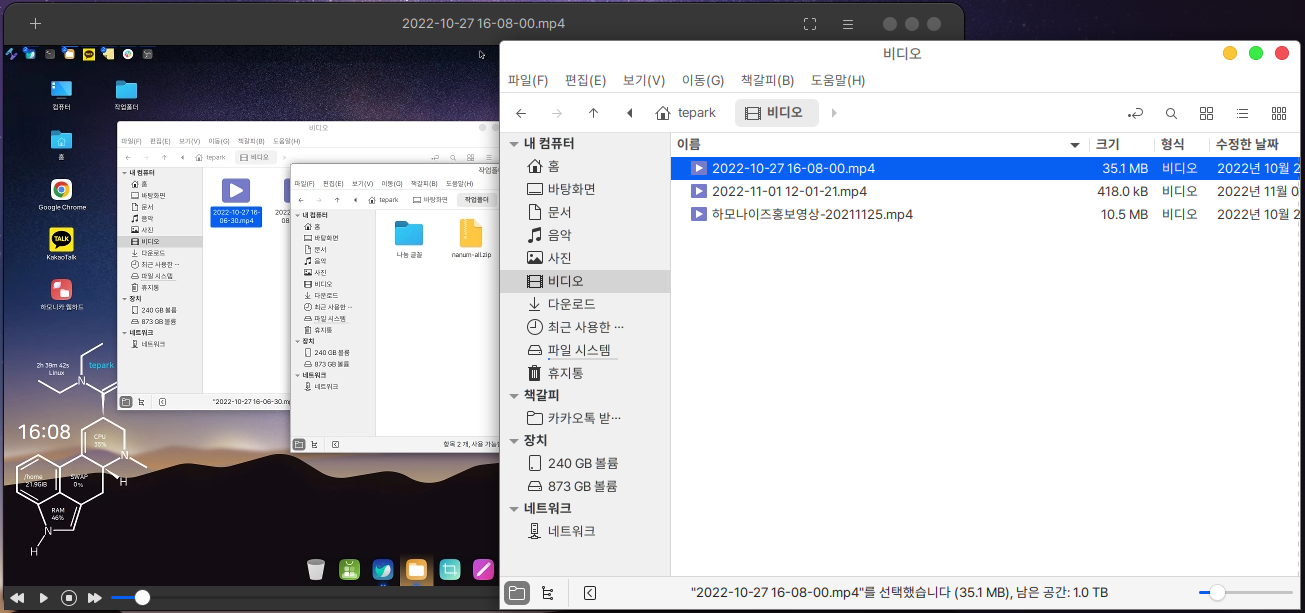 2022-10-27 16-08-00.mp4
컴퓨터
작업폴더
홈
Google Chrome
TALK
KakaoTalk
하모니카 웹하드
2h 39m 42s
Linux
tepark
N
16:08
CPU
35%
N
/home
21.9GiB
SWAP
0%
H
RAM
46%
N
H
비디오
파일(F) 편집(E) 보기(V) 이동(G) 책갈피(B) 도움말(H)
tepark 비디오
내 컴퓨터
홈
바탕화면
문서
음악
사진
비디오
다운로드
최근 사용한 ···
파일 시스템
휴지통
장치
240 GB 볼륨
873 GB 볼륨
네트워크
네트워크
2022-10-27 16-
06-30.mp4
"2022-10-27 16-06-30.m
작업폴
파일(F) 편집(E) 보기(V) 이동(G) 책갈피(B) 도움말(H)
tepark 바탕화면 작업폴더
내 컴퓨터
홈
바탕화면
문서
음악
사진
비디오
다운로드
최근 사용한 ···
파일 시스템
휴지통
장치
240 GB 볼륨
873 GB 볼륨
네트워크
네트워크
나눔 글꼴
nanum-all.zip
항목 2 개, 사용 가능
비디오
파일(F) 편집(E) 보기(V) 이동(G) 책갈피(B) 도움말(H)
tepark 비디오
내 컴퓨터
홈
바탕화면
문서
음악
사진
비디오
다운로드
최근 사용한 ···
파일 시스템
휴지통
책갈피
카카오톡 받···
장치
240 GB 볼륨
873 GB 볼륨
네트워크
네트워크
이름 크기 형식 수정한 날짜
2022-10-27 16-08-00.mp4 35.1 MB 비디오 2022년 10월 2
2022-11-01 12-01-21.mp4 418.0 kB 비디오 2022년 11월 0
하모나이즈홍보영상-20211125.mp4 10.5 MB 비디오 2022년 10월 2
"2022-10-27 16-08-00.mp4"를 선택했습니다 (35.1 MB), 남은 공간: 1.0 TB